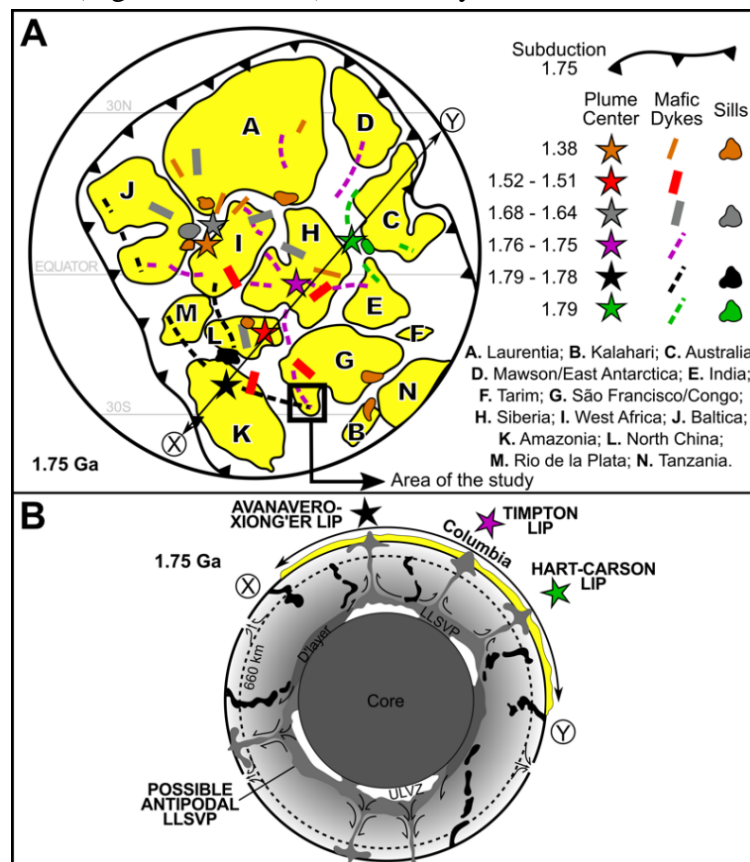 A
Subduction
1.75
Plume Center
Mafic Dykes
Sills
1.38
1.52 - 1.51
1.68 - 1.64
1.76 - 1.75
1.79 - 1.78
1.79
30N
EQUATOR
30S
A
D
Y
J
C
I
H
E
M
L
F
G
N
K
B
X
A. Laurentia; B. Kalahari; C. Australia
D. Mawson/East Antarctica; E. India;
F. Tarim; G. São Francisco/Congo;
H. Siberia; I. West Africa; J. Baltica;
K. Amazonia; L. North China;
M. Rio de la Plata; N. Tanzania.
1.75 Ga
Area of the study
B
AVANAVERO-
XIONG'ER LIP
TIMPTON
LIP
1.75 Ga
Columbia
HART-CARSON
LIP
X
LLSVP
D'layer
660 km
Core
Y
POSSIBLE
ANTIPODAL
LLSVP
ULVZ